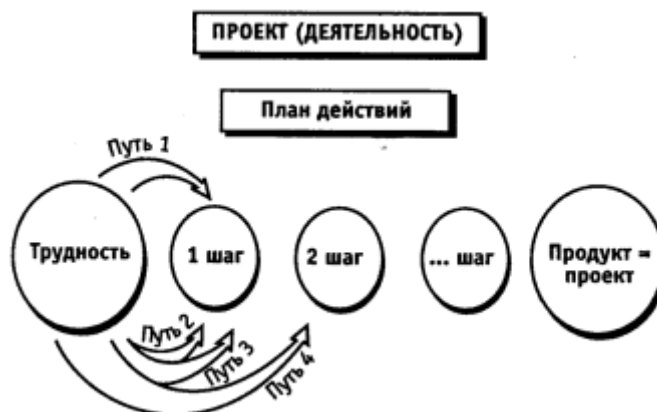 ПРОЕКТ (ДЕЯТЕЛЬНОСТЬ)
План действий
Путь 1
Трудность
1 шаг
2 шаг
... шаг
Продукт =
проект
Путь 2
Путь 3
Путь 4